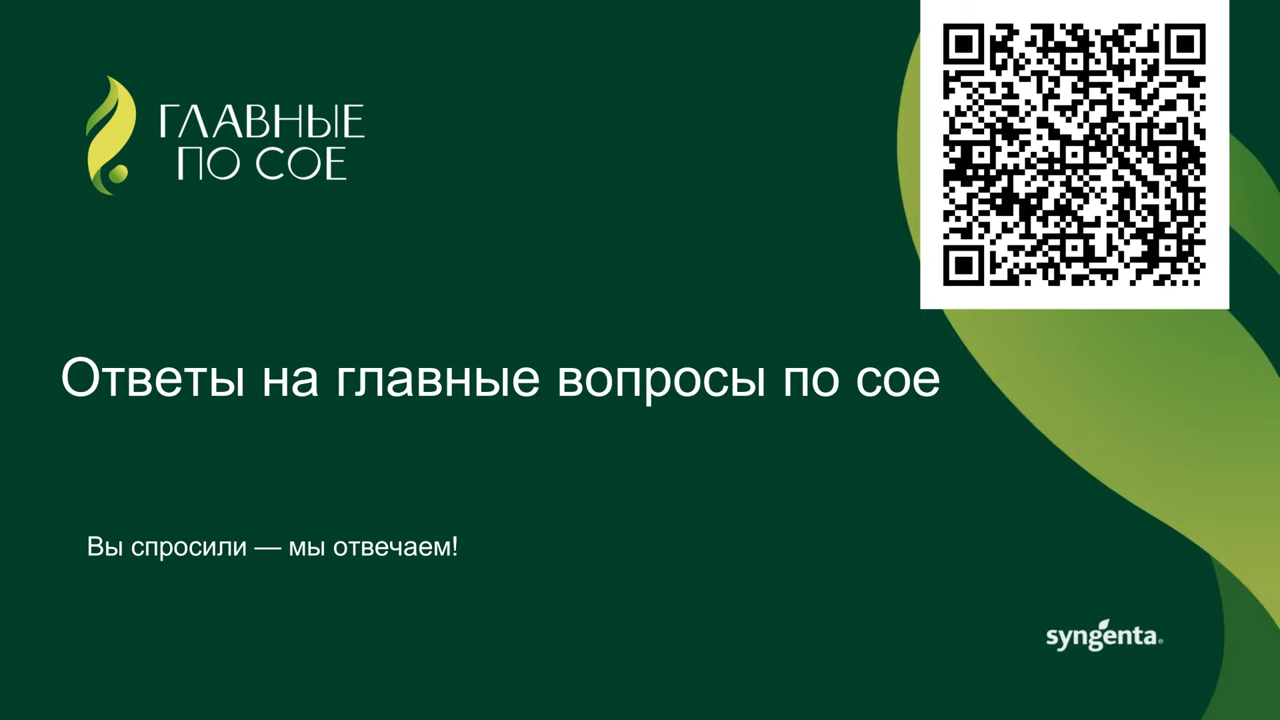 ГЛАВНЫЕ
ПО СОЕ
Ответы на главные вопросы по сое
Вы спросили — мы отвечаем!
syngenta®